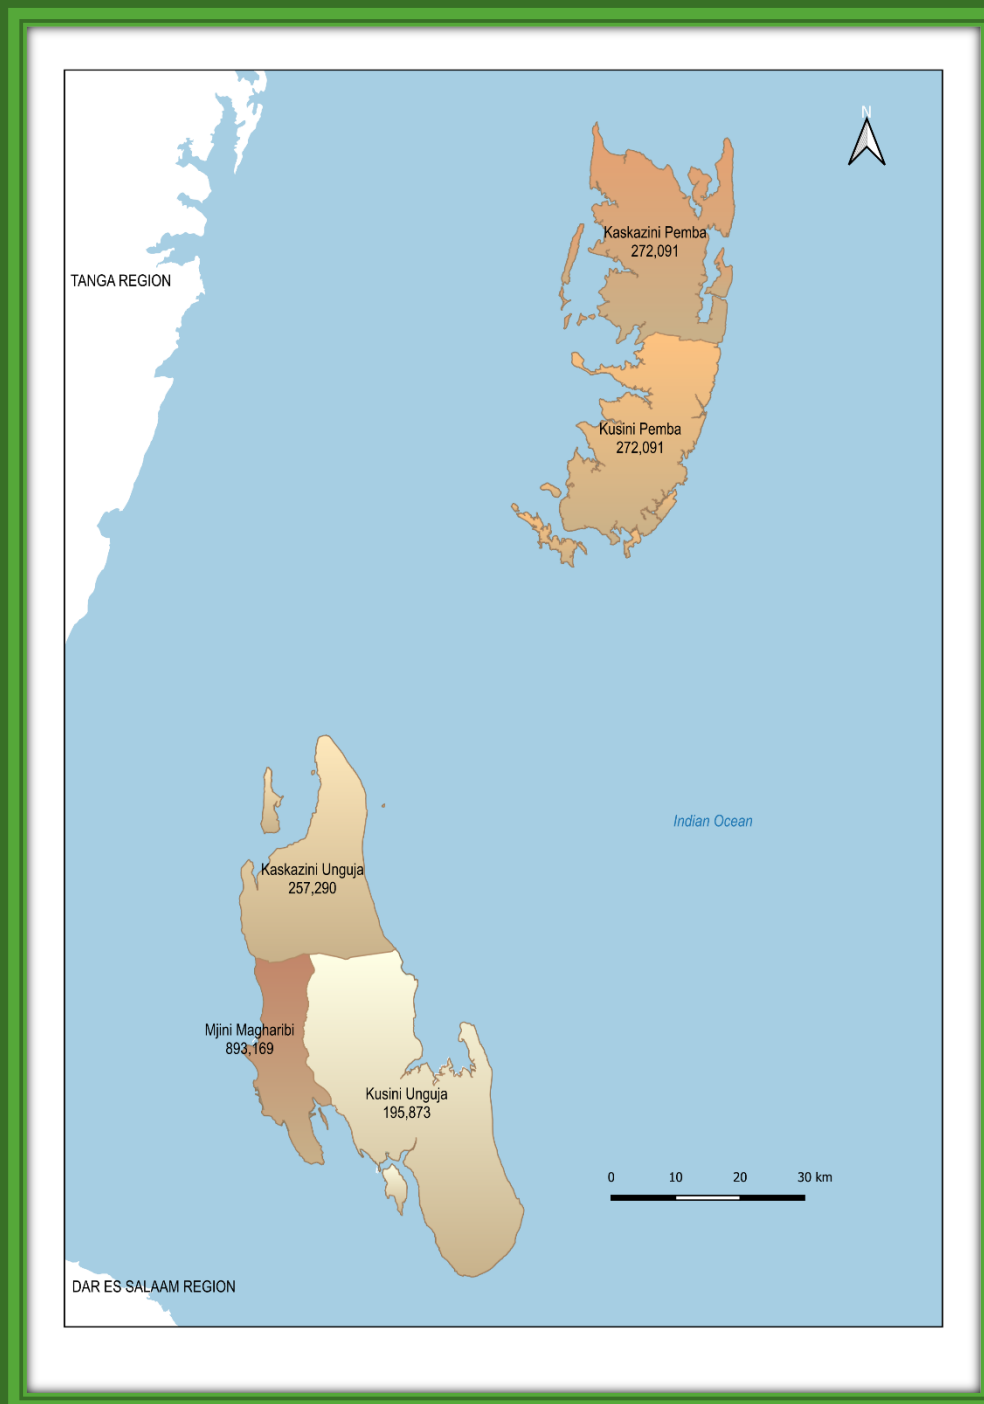 N
Kaskazini Pemba
272,091
TANGA REGION
Kusini Pemba
272,091
Indian Ocean
Kaskazini Unguja
257,290
Mjini Magharibi
893,169
Kusini Unguja
195,873
0 10 20 30 km
DAR ES SALAAM REGION